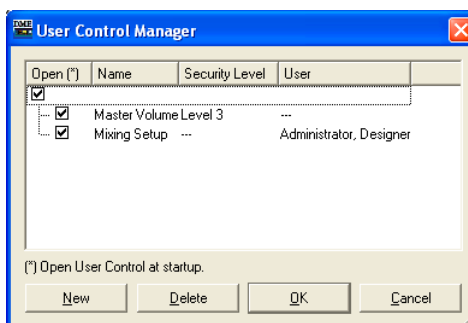 DME User Control Manager
Open (*) Name Security Level User
Master Volume Level 3 ---
Mixing Setup --- Administrator, Designer
(*) Open User Control at startup.
New Delete OK Cancel